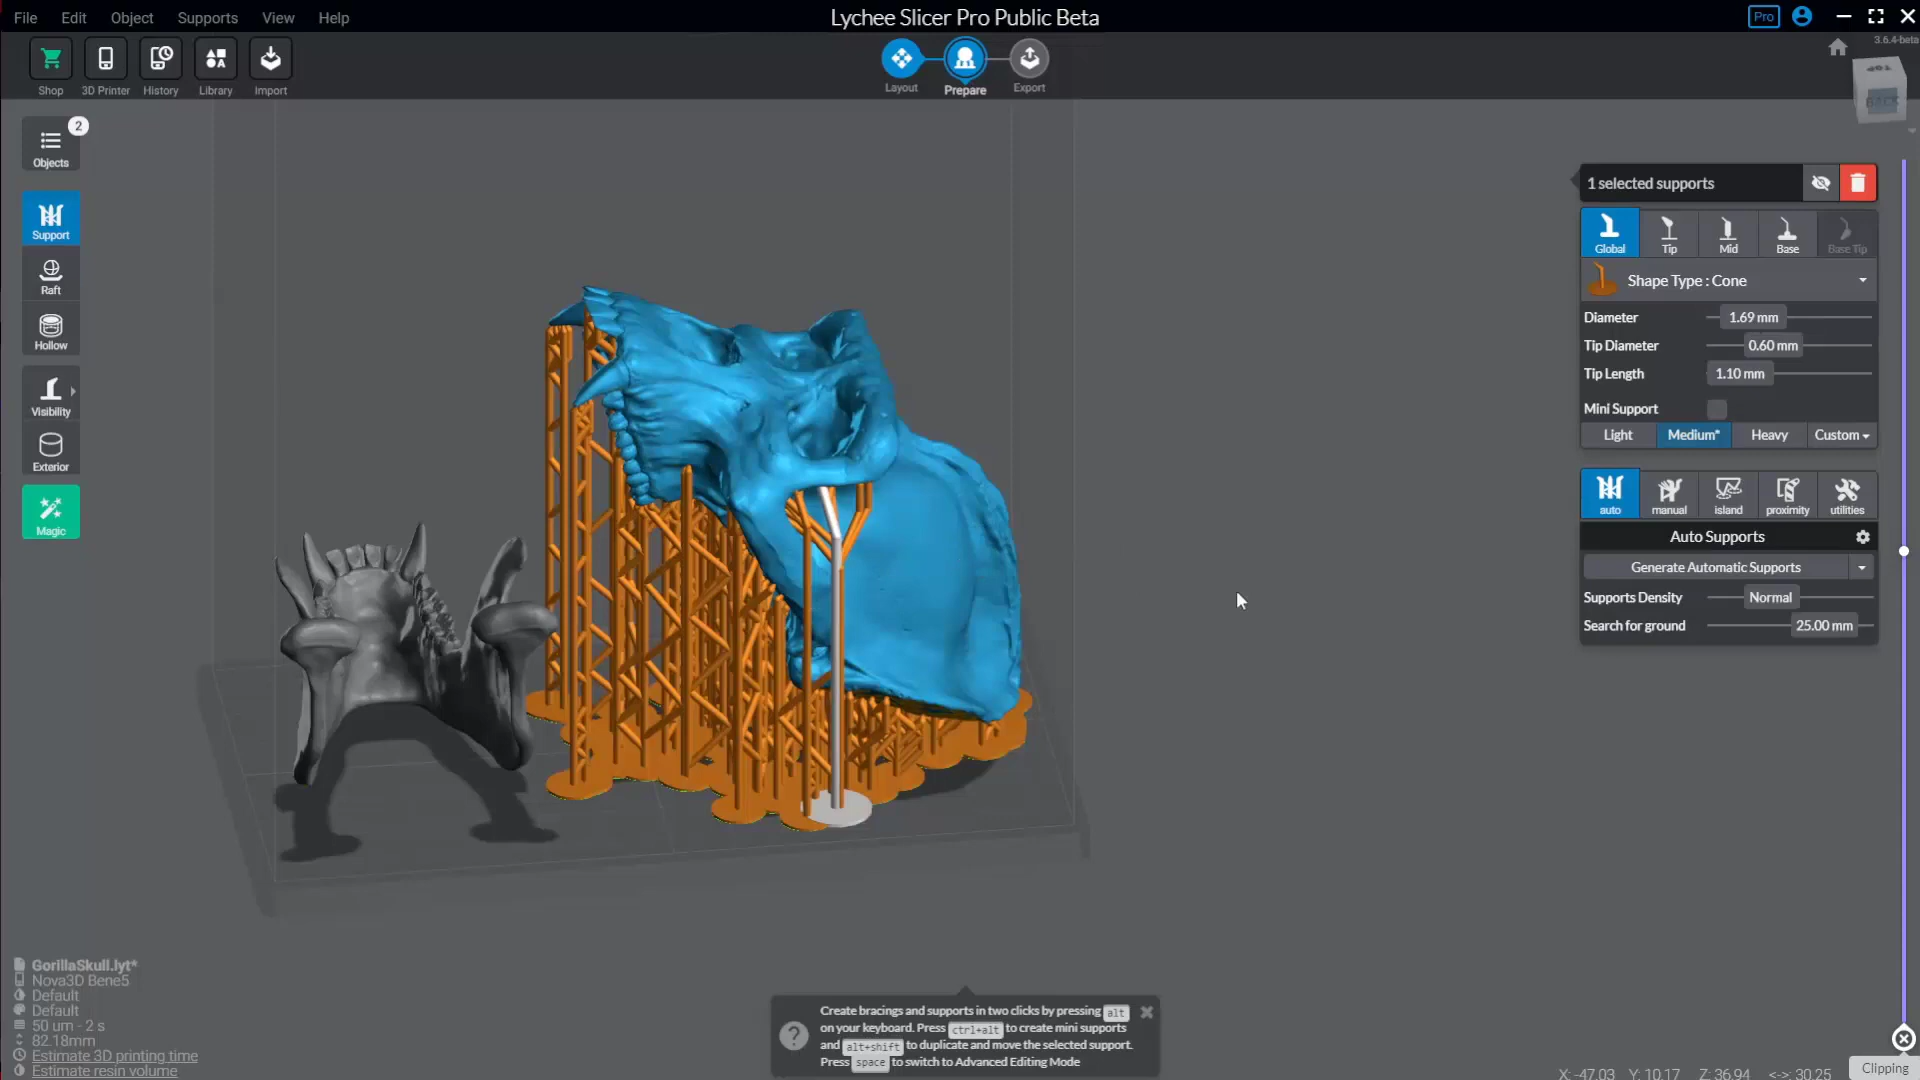 File Edit Object Supports View Help
Lychee Slicer Pro Public Beta
Pro
3.6.4-beta
Shop 3D Printer History Library Import
Layout Prepare Export
TOP
BACK
2
Objects
Support
Raft
Hollow
Visibility
Exterior
Magic
1 selected supports
Global Tip Mid Base Base Tip
Shape Type : Cone
Diameter 1.69 mm
Tip Diameter 0.60 mm
Tip Length 1.10 mm
Mini Support
Light Medium* Heavy Custom
auto manual island proximity utilities
Auto Supports
Generate Automatic Supports
Supports Density Normal
Search for ground 25.00 mm
GorillaSkull.lyt*
Nova3D Bene5
Default
Default
50 um - 2 s
82.18mm
Estimate 3D printing time
Estimate resin volume
Create bracings and supports in two clicks by pressing alt
on your keyboard. Press ctrl+alt to create mini supports
and alt+shift to duplicate and move the selected support.
Press space to switch to Advanced Editing Mode
X: -47.03 Y: 10.17 Z: 36.94 <-> 30.25
Clipping